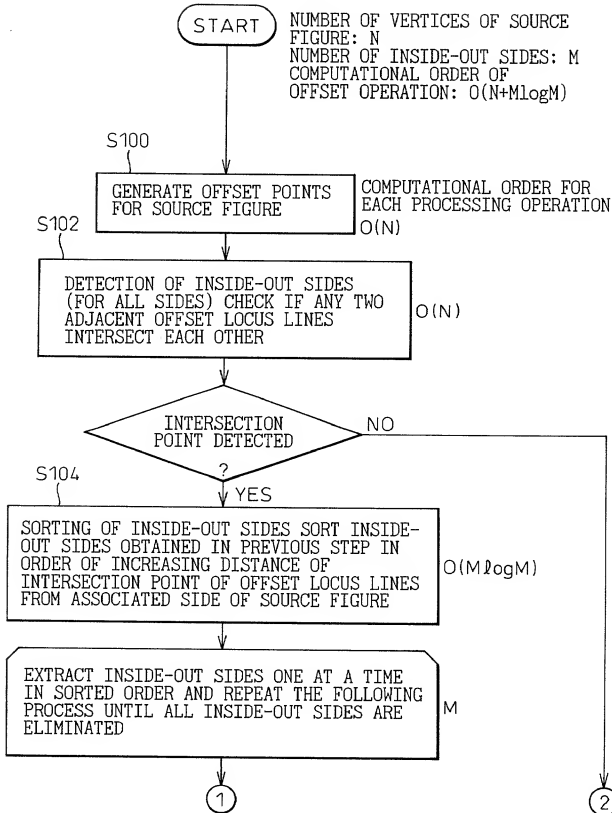 START
NUMBER OF VERTICES OF SOURCE
FIGURE: N
NUMBER OF INSIDE-OUT SIDES: M
COMPUTATIONAL ORDER OF
OFFSET OPERATION: O(N+MlogM)
S100
GENERATE OFFSET POINTS
FOR SOURCE FIGURE
COMPUTATIONAL ORDER FOR
EACH PROCESSING OPERATION
O(N)
S102
DETECTION OF INSIDE-OUT SIDES
(FOR ALL SIDES) CHECK IF ANY TWO
ADJACENT OFFSET LOCUS LINES
INTERSECT EACH OTHER
O(N)
INTERSECTION
POINT DETECTED
?
NO
YES
S104
SORTING OF INSIDE-OUT SIDES SORT INSIDE-
OUT SIDES OBTAINED IN PREVIOUS STEP IN
ORDER OF INCREASING DISTANCE OF
INTERSECTION POINT OF OFFSET LOCUS LINES
FROM ASSOCIATED SIDE OF SOURCE FIGURE
O(MlogM)
EXTRACT INSIDE-OUT SIDES ONE AT A TIME
IN SORTED ORDER AND REPEAT THE FOLLOWING
PROCESS UNTIL ALL INSIDE-OUT SIDES ARE
ELIMINATED
M
1
2